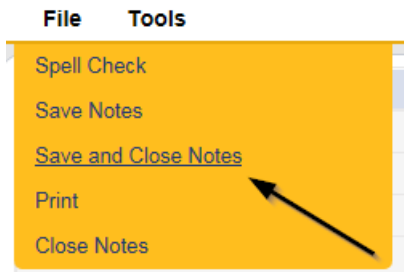 File Tools
Spell Check
Save Notes
Save and Close Notes
Print
Close Notes